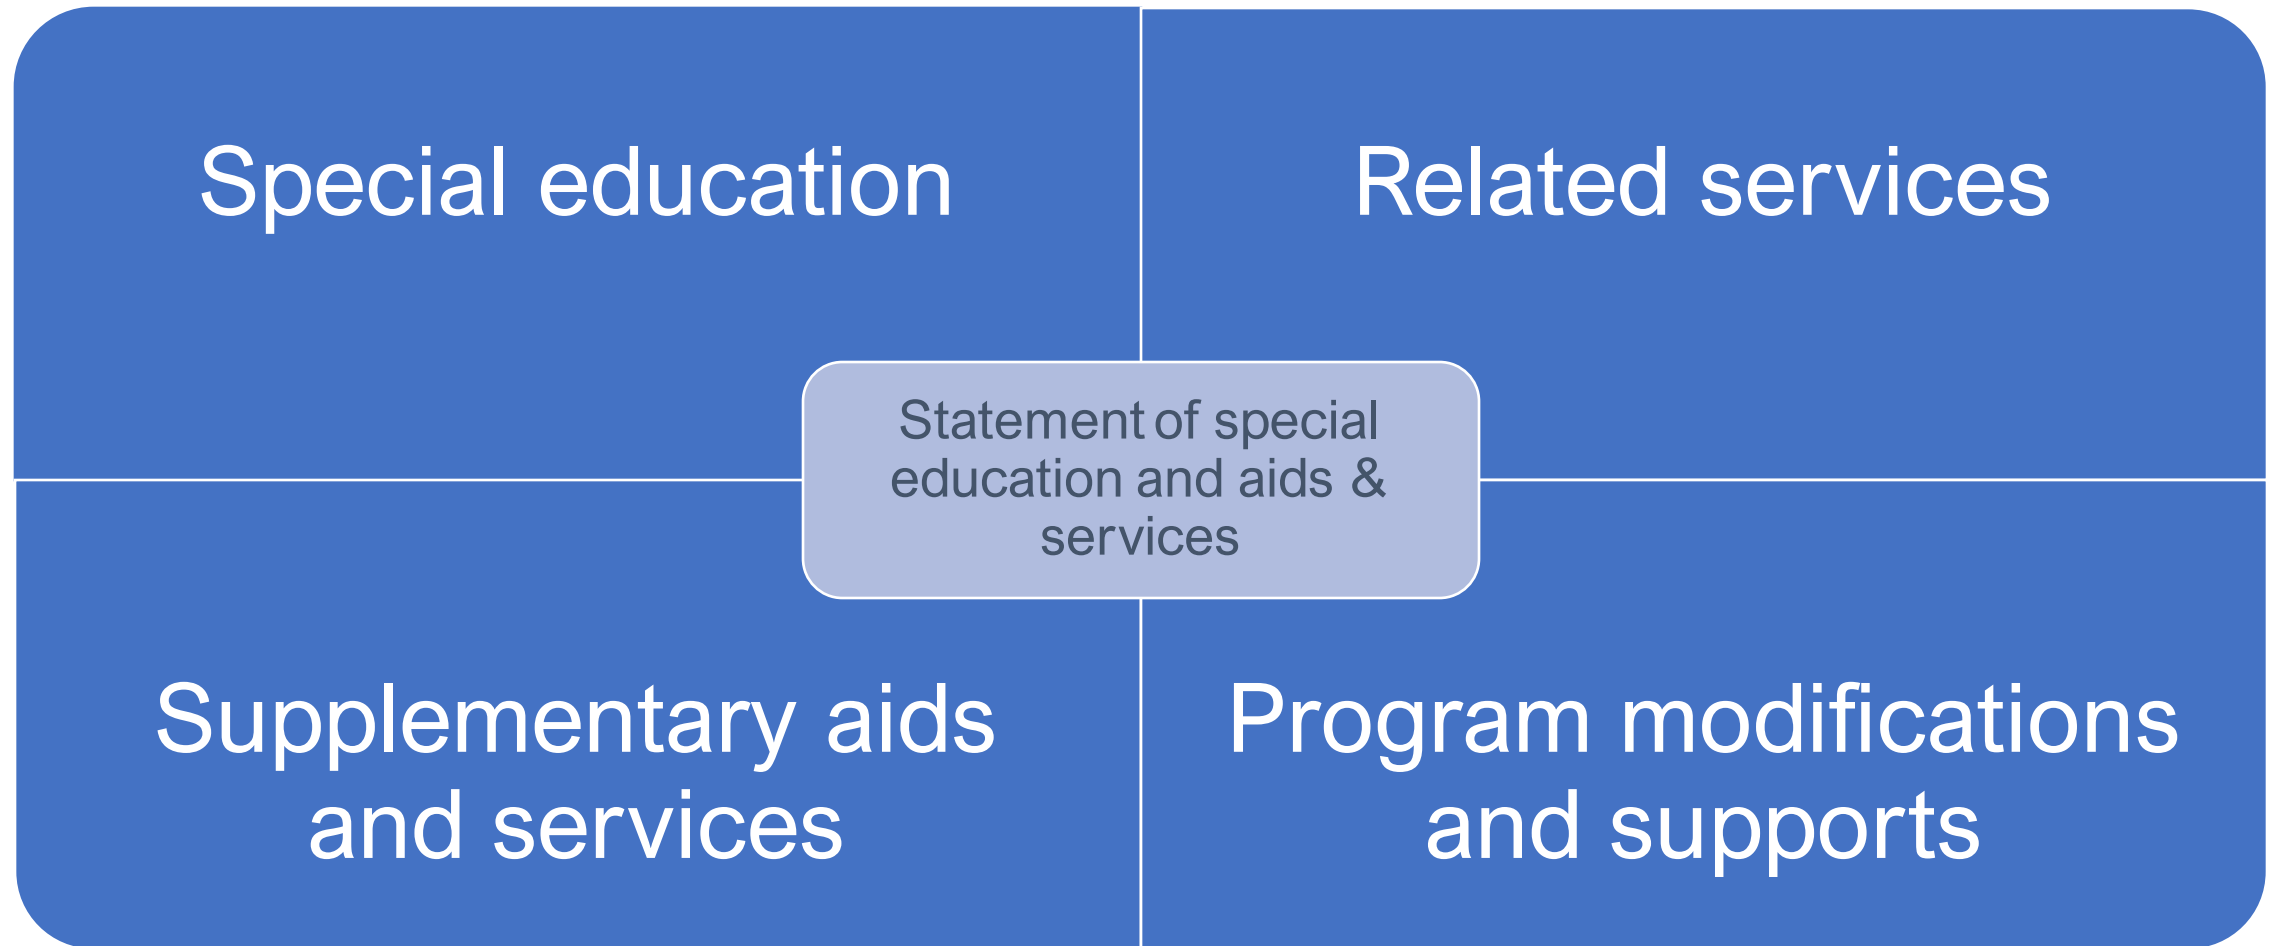 Special education
Related services
Statement of special
education and aids &
services
Supplementary aids
and services
Program modifications
and supports